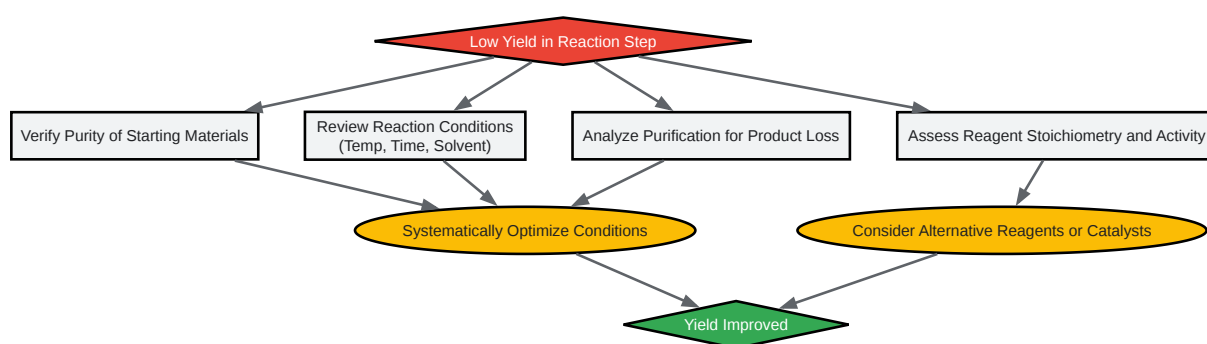 Low Yield in Reaction Step
Verify Purity of Starting Materials
Review Reaction Conditions
(Temp, Time, Solvent)
Analyze Purification for Product Loss
Assess Reagent Stoichiometry and Activity
Systematically Optimize Conditions
Consider Alternative Reagents or Catalysts
Yield Improved